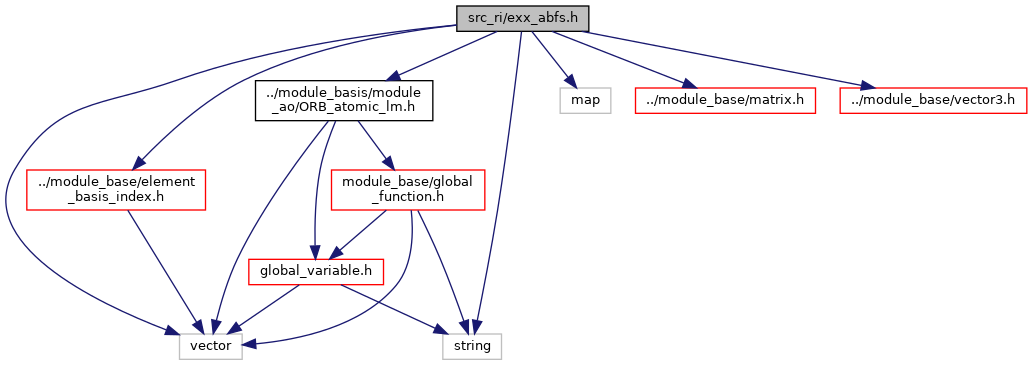 src_ri/exx_abfs.h
../module_basis/module
_ao/ORB_atomic_lm.h
map
../module_base/matrix.h
../module_base/vector3.h
../module_base/element
_basis_index.h
module_base/global
_function.h
global_variable.h
vector
string